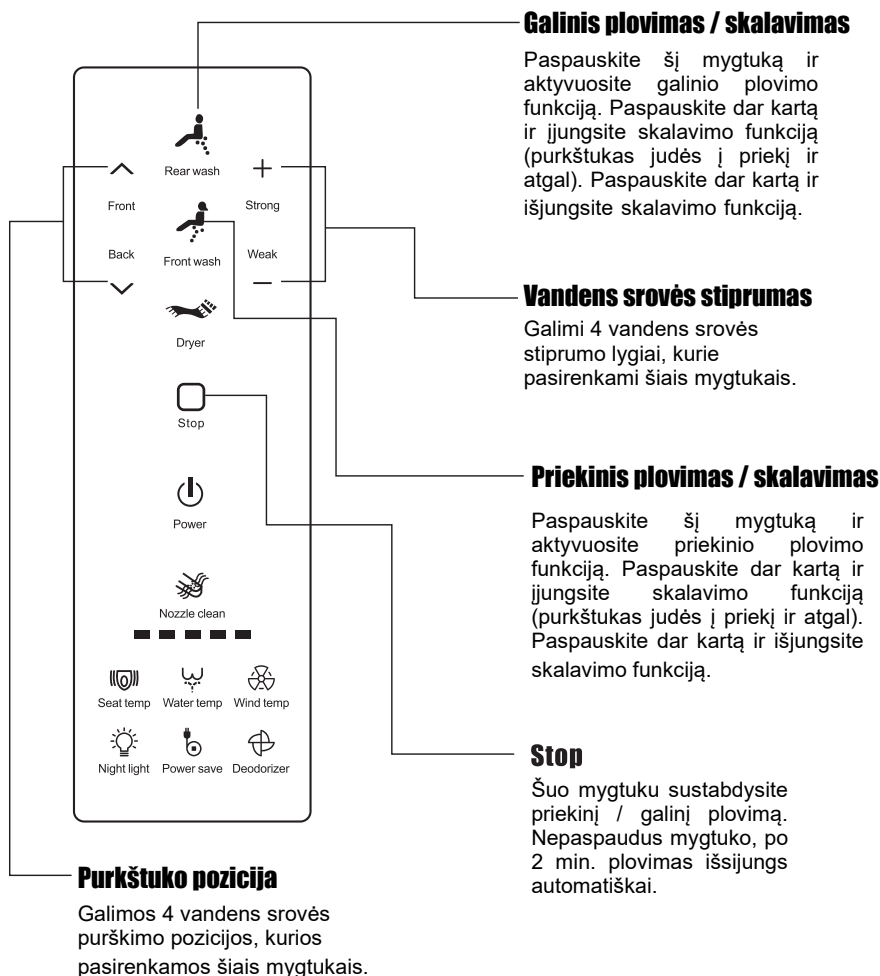 Galinis plovimas / skalavimas
Paspauskite šį mygtuką ir
aktyvuosite galinio plovimo
funkciją. Paspauskite dar kartą
ir įjungsite skalavimo funkciją
(purkštukas judės į priekį ir
atgal). Paspauskite dar kartą ir
išjungsite skalavimo funkciją.
Rear wash
Front
Strong
Back
Front wash
Weak
Dryer
Stop
Power
Nozzle clean
Seat temp
Water temp
Wind temp
Night light
Power save
Deodorizer
Vandens srovės stiprumas
Galimi 4 vandens srovės
stiprumo lygiai, kurie
pasirenkami šiais mygtukais.
Priekinis plovimas / skalavimas
Paspauskite šį mygtuką ir
aktyvuosite priekinio plovimo
funkciją. Paspauskite dar kartą ir
įjungsite skalavimo funkciją
(purkštukas judės į priekį ir atgal).
Paspauskite dar kartą ir išjungsite
skalavimo funkciją.
Stop
Šuo mygtuku sustabdysite
priekinį / galinį plovimą.
Nepaspaudus mygtuko, po
2 min. plovimas išsijungs
automatiškai.
Purkštuko pozicija
Galimos 4 vandens srovės
purškimo pozicijos, kurios
pasirenkamos šiais mygtukais.